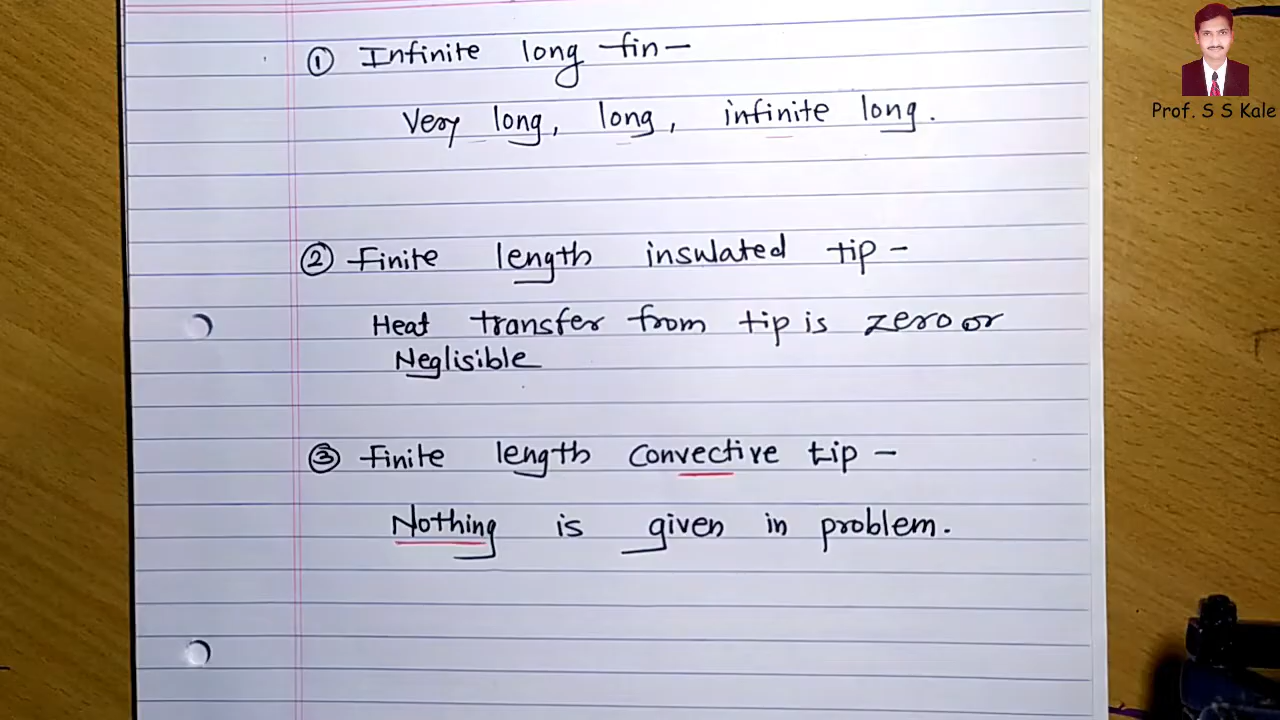 ① Infinite long fin -
Very long, long, infinite long.
Prof. S S Kale
② Finite length insulated tip -
Heat transfer from tip is zero or
Neglisible
③ Finite length convective tip -
Nothing is given in problem.